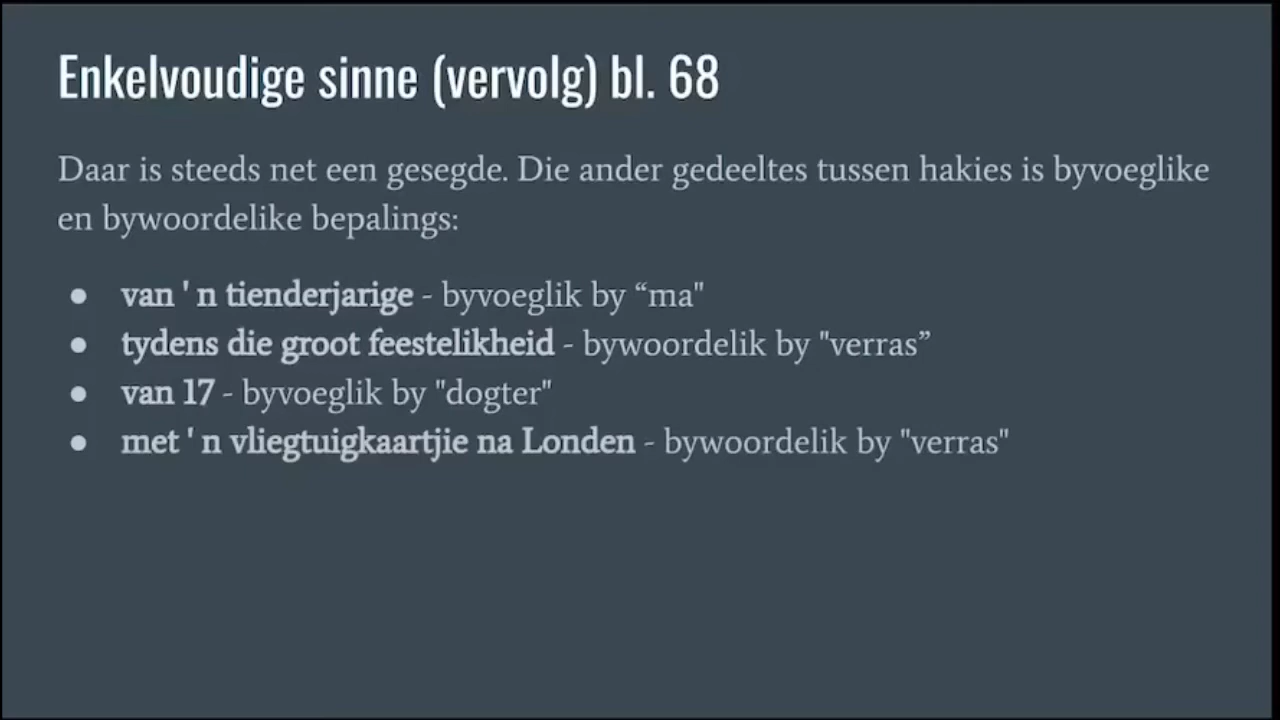 Enkelvoudige sinne (vervolg) bl. 68
Daar is steeds net een gesegde. Die ander gedeeltes tussen hakies is byvoeglike
en bywoordelike bepalings:
● van ' n tienderjarige - byvoeglik by “ma"
● tydens die groot feestelikheid - bywoordelik by "verras”
● van 17 - byvoeglik by "dogter"
● met ' n vliegtuigkaartjie na Londen - bywoordelik by "verras"